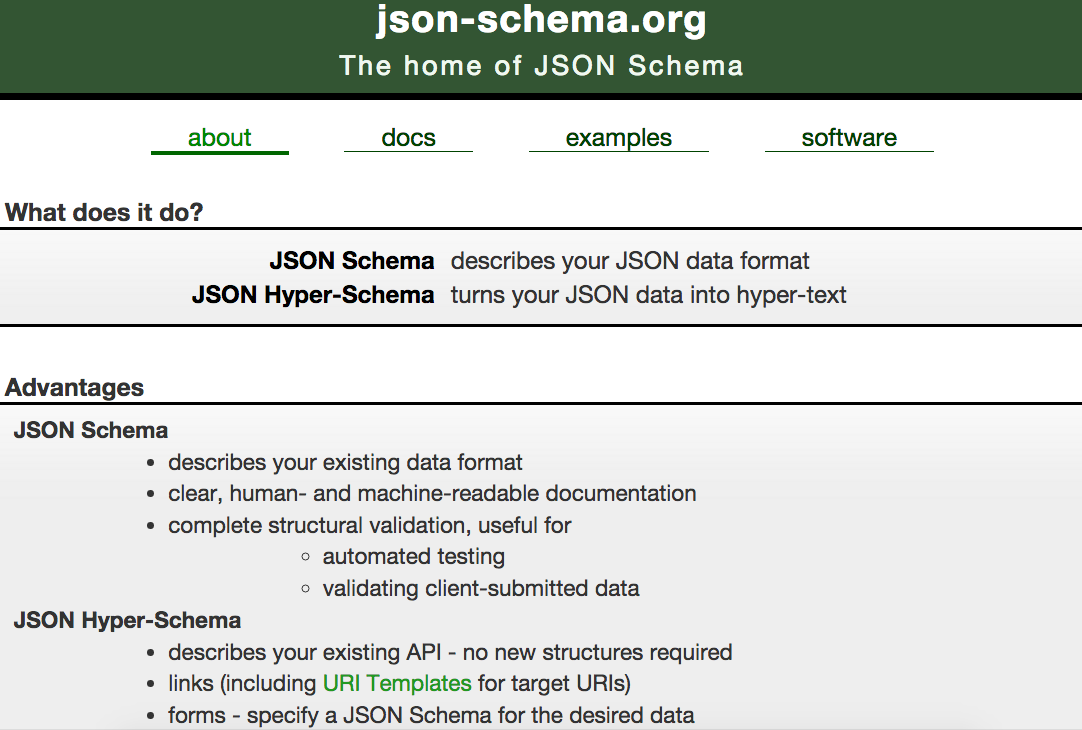 json-schema.org
The home of JSON Schema
about docs examples software
What does it do?
JSON Schema describes your JSON data format
JSON Hyper-Schema turns your JSON data into hyper-text
Advantages
JSON Schema
• describes your existing data format
• clear, human- and machine-readable documentation
• complete structural validation, useful for
◦ automated testing
◦ validating client-submitted data
JSON Hyper-Schema
• describes your existing API - no new structures required
• links (including URI Templates for target URIs)
• forms - specify a JSON Schema for the desired data